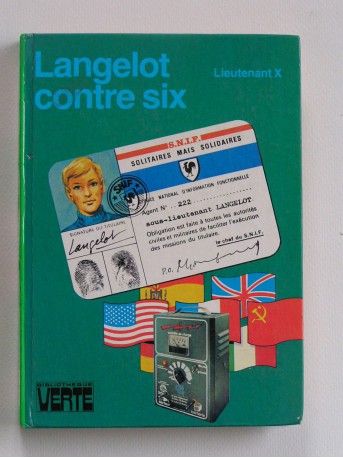 Langelot
contre six
Lieutenant X
S.N.I.F.
SOLITAIRES MAIS SOLIDAIRES
SNIF
SERVICE NATIONAL D'INFORMATION FONCTIONNELLE
Agent N° 222
sous-lieutenant LANGELOT
Obligation est faite à toutes les autorités
civiles et militaires de faciliter l'exécution
des missions du titulaire.
le chef du S.N.I.F.
P.O.
SIGNATURE DU TITULAIRE
Langelot
BIBLIOTHEQUE
VERTE